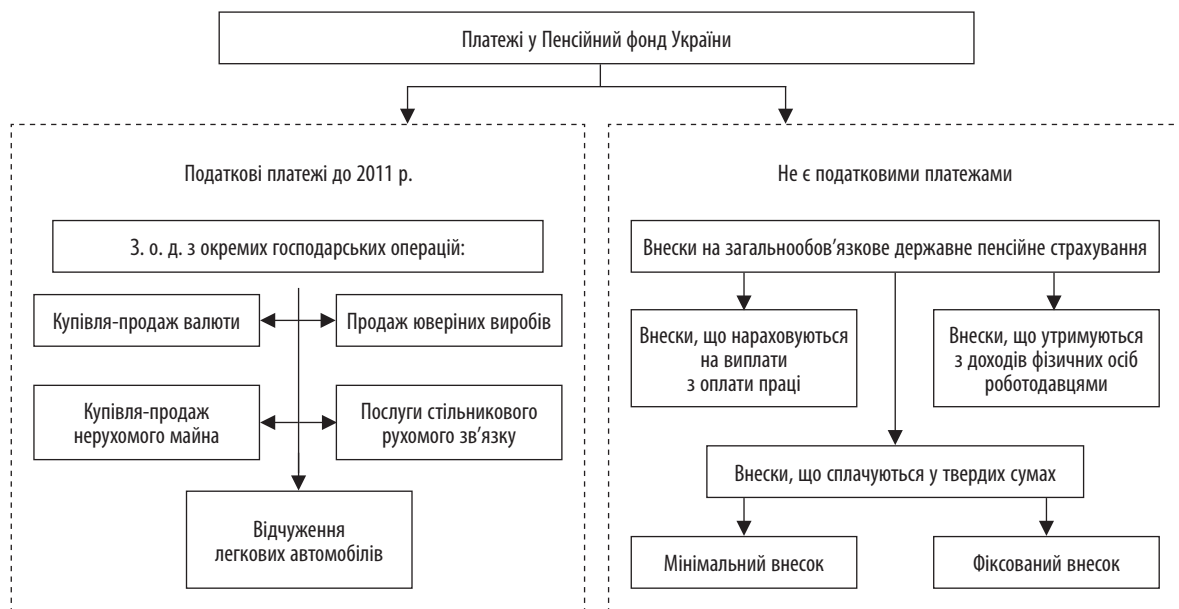 Платежі у Пенсійний фонд України
Податкові платежі до 2011 р.
З. о. д. з окремих господарських операцій:
Купівля-продаж валюти
Продаж юверіних виробів
Купівля-продаж
нерухомого майна
Послуги стільникового
рухомого зв’язку
Відчуження
легкових автомобілів
Не є податковими платежами
Внески на загальнообов’язкове державне пенсійне страхування
Внески, що нараховуються
на виплати
з оплати праці
Внески, що утримуються
з доходів фізичних осіб
роботодавцями
Внески, що сплачуються у твердих сумах
Мінімальний внесок
Фіксований внесок